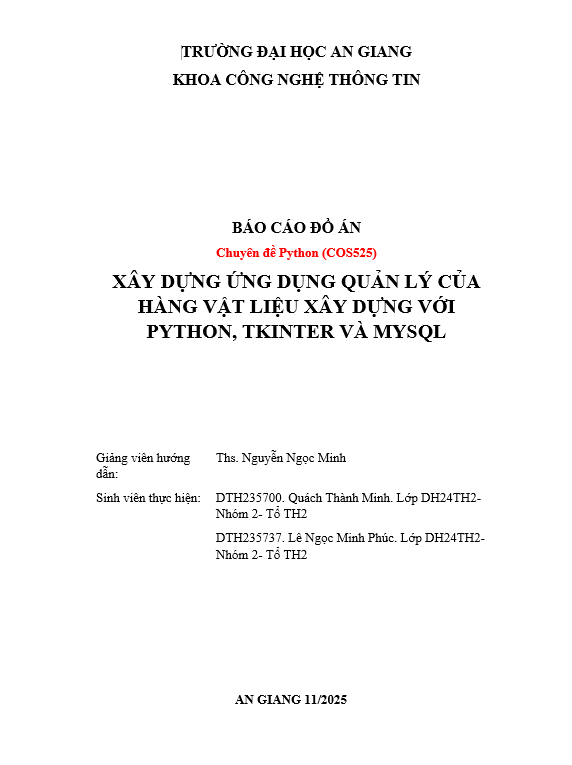 TRƯỜNG ĐẠI HỌC AN GIANG
KHOA CÔNG NGHỆ THÔNG TIN
BÁO CÁO ĐỒ ÁN
Chuyên đề Python (COS525)
XÂY DỰNG ỨNG DỤNG QUẢN LÝ CỦA
HÀNG VẬT LIỆU XÂY DỰNG VỚI
PYTHON, TKINTER VÀ MYSQL
Giảng viên hướng
dẫn:
Ths. Nguyễn Ngọc Minh
Sinh viên thực hiện:
DTH235700. Quách Thành Minh. Lớp DH24TH2-
Nhóm 2- Tổ TH2
DTH235737. Lê Ngọc Minh Phúc. Lớp DH24TH2-
Nhóm 2- Tổ TH2
AN GIANG 11/2025